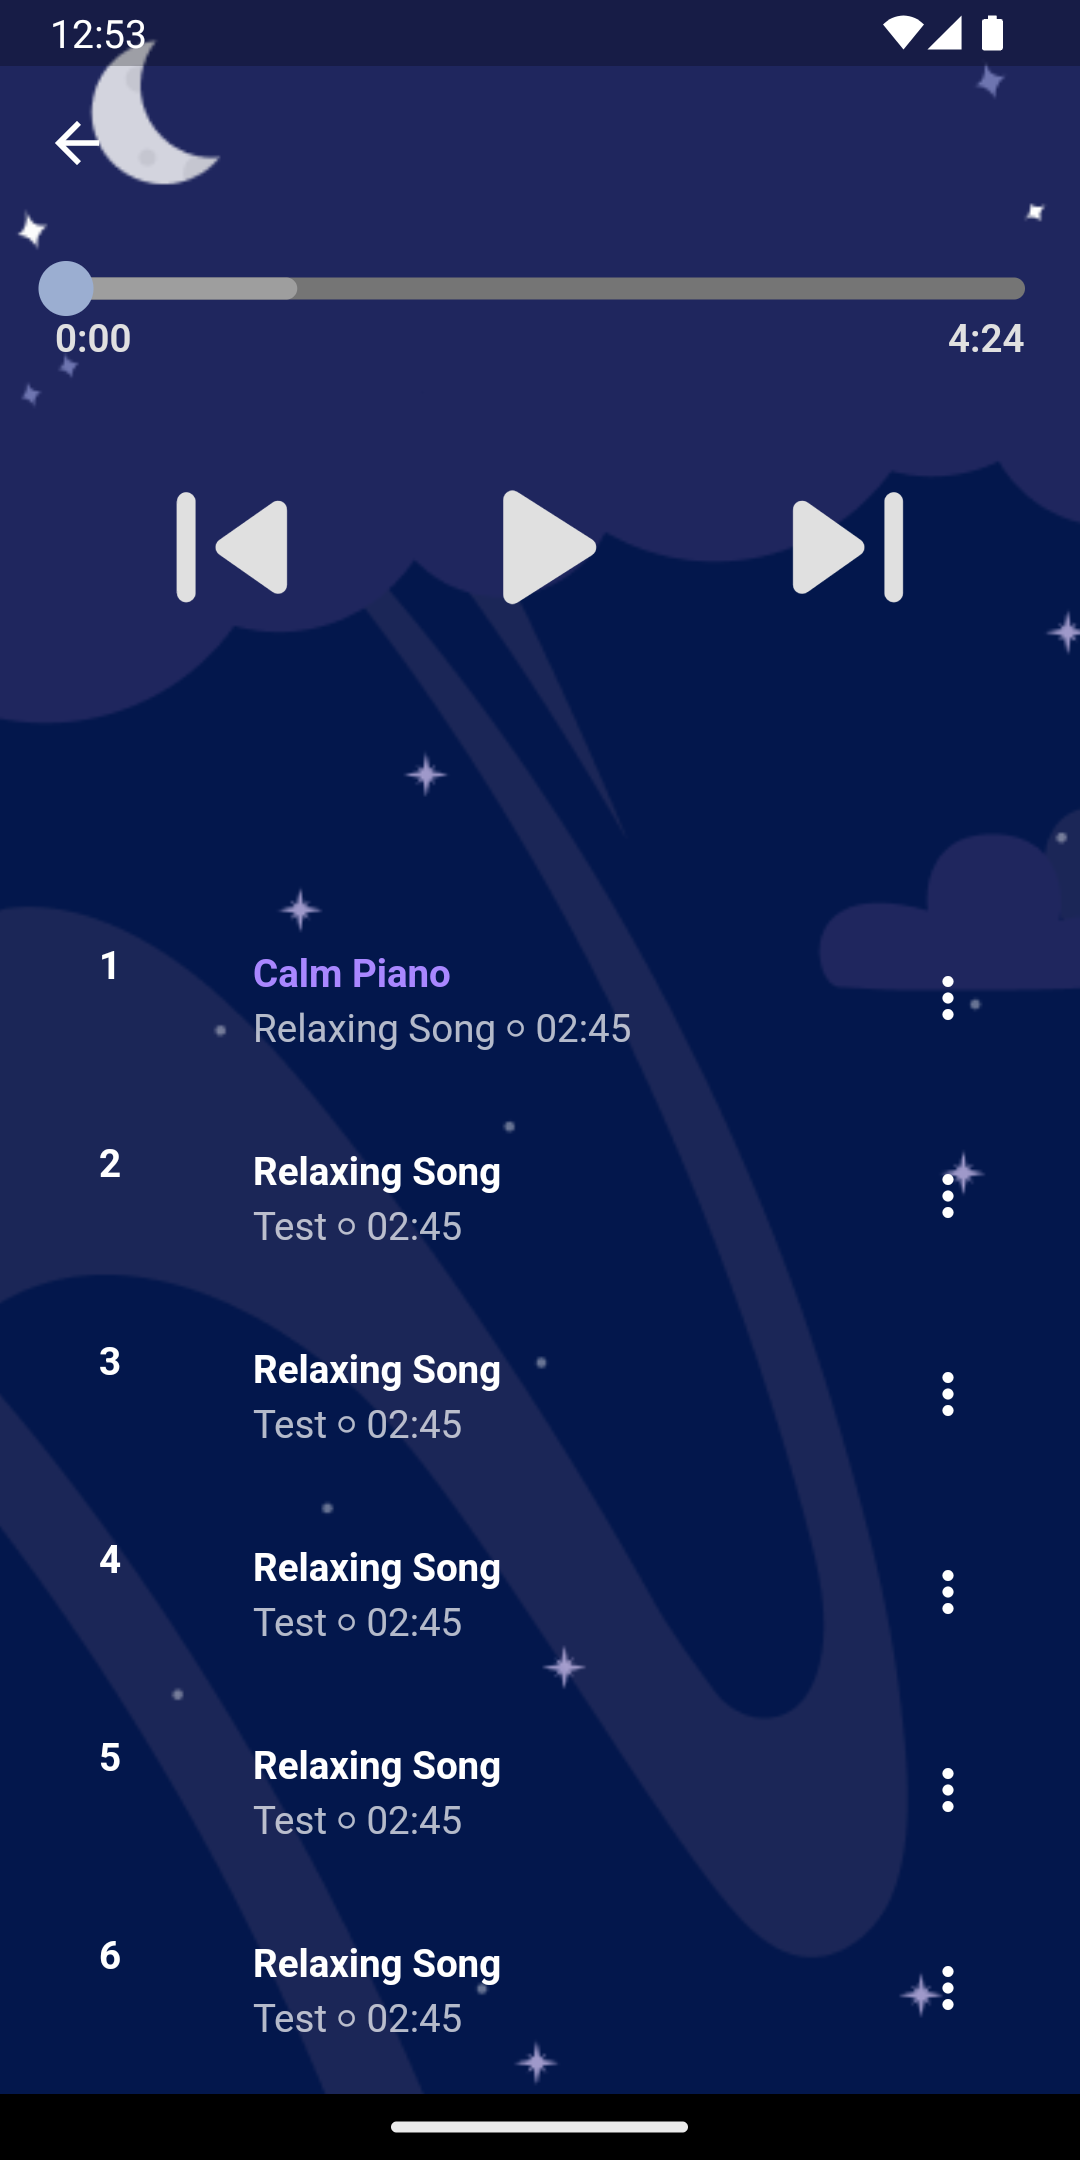 12:53
0:00 4:24
1 Calm Piano
Relaxing Song ○ 02:45
2 Relaxing Song
Test ○ 02:45
3 Relaxing Song
Test ○ 02:45
4 Relaxing Song
Test ○ 02:45
5 Relaxing Song
Test ○ 02:45
6 Relaxing Song
Test ○ 02:45